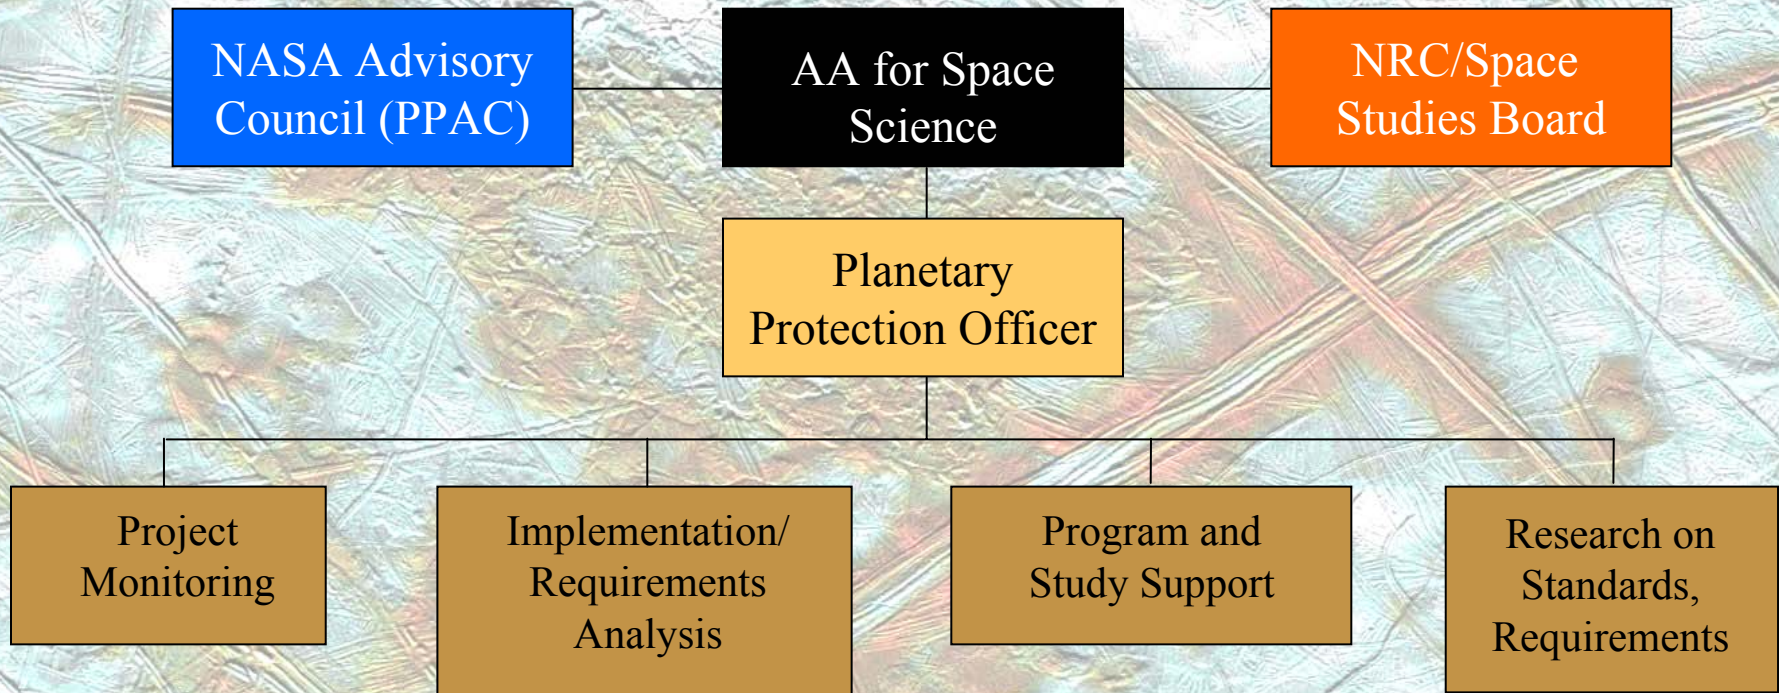 NASA Advisory
Council (PPAC)
AA for Space
Science
NRC/Space
Studies Board
Planetary
Protection Officer
Project
Monitoring
Implementation/
Requirements
Analysis
Program and
Study Support
Research on
Standards,
Requirements